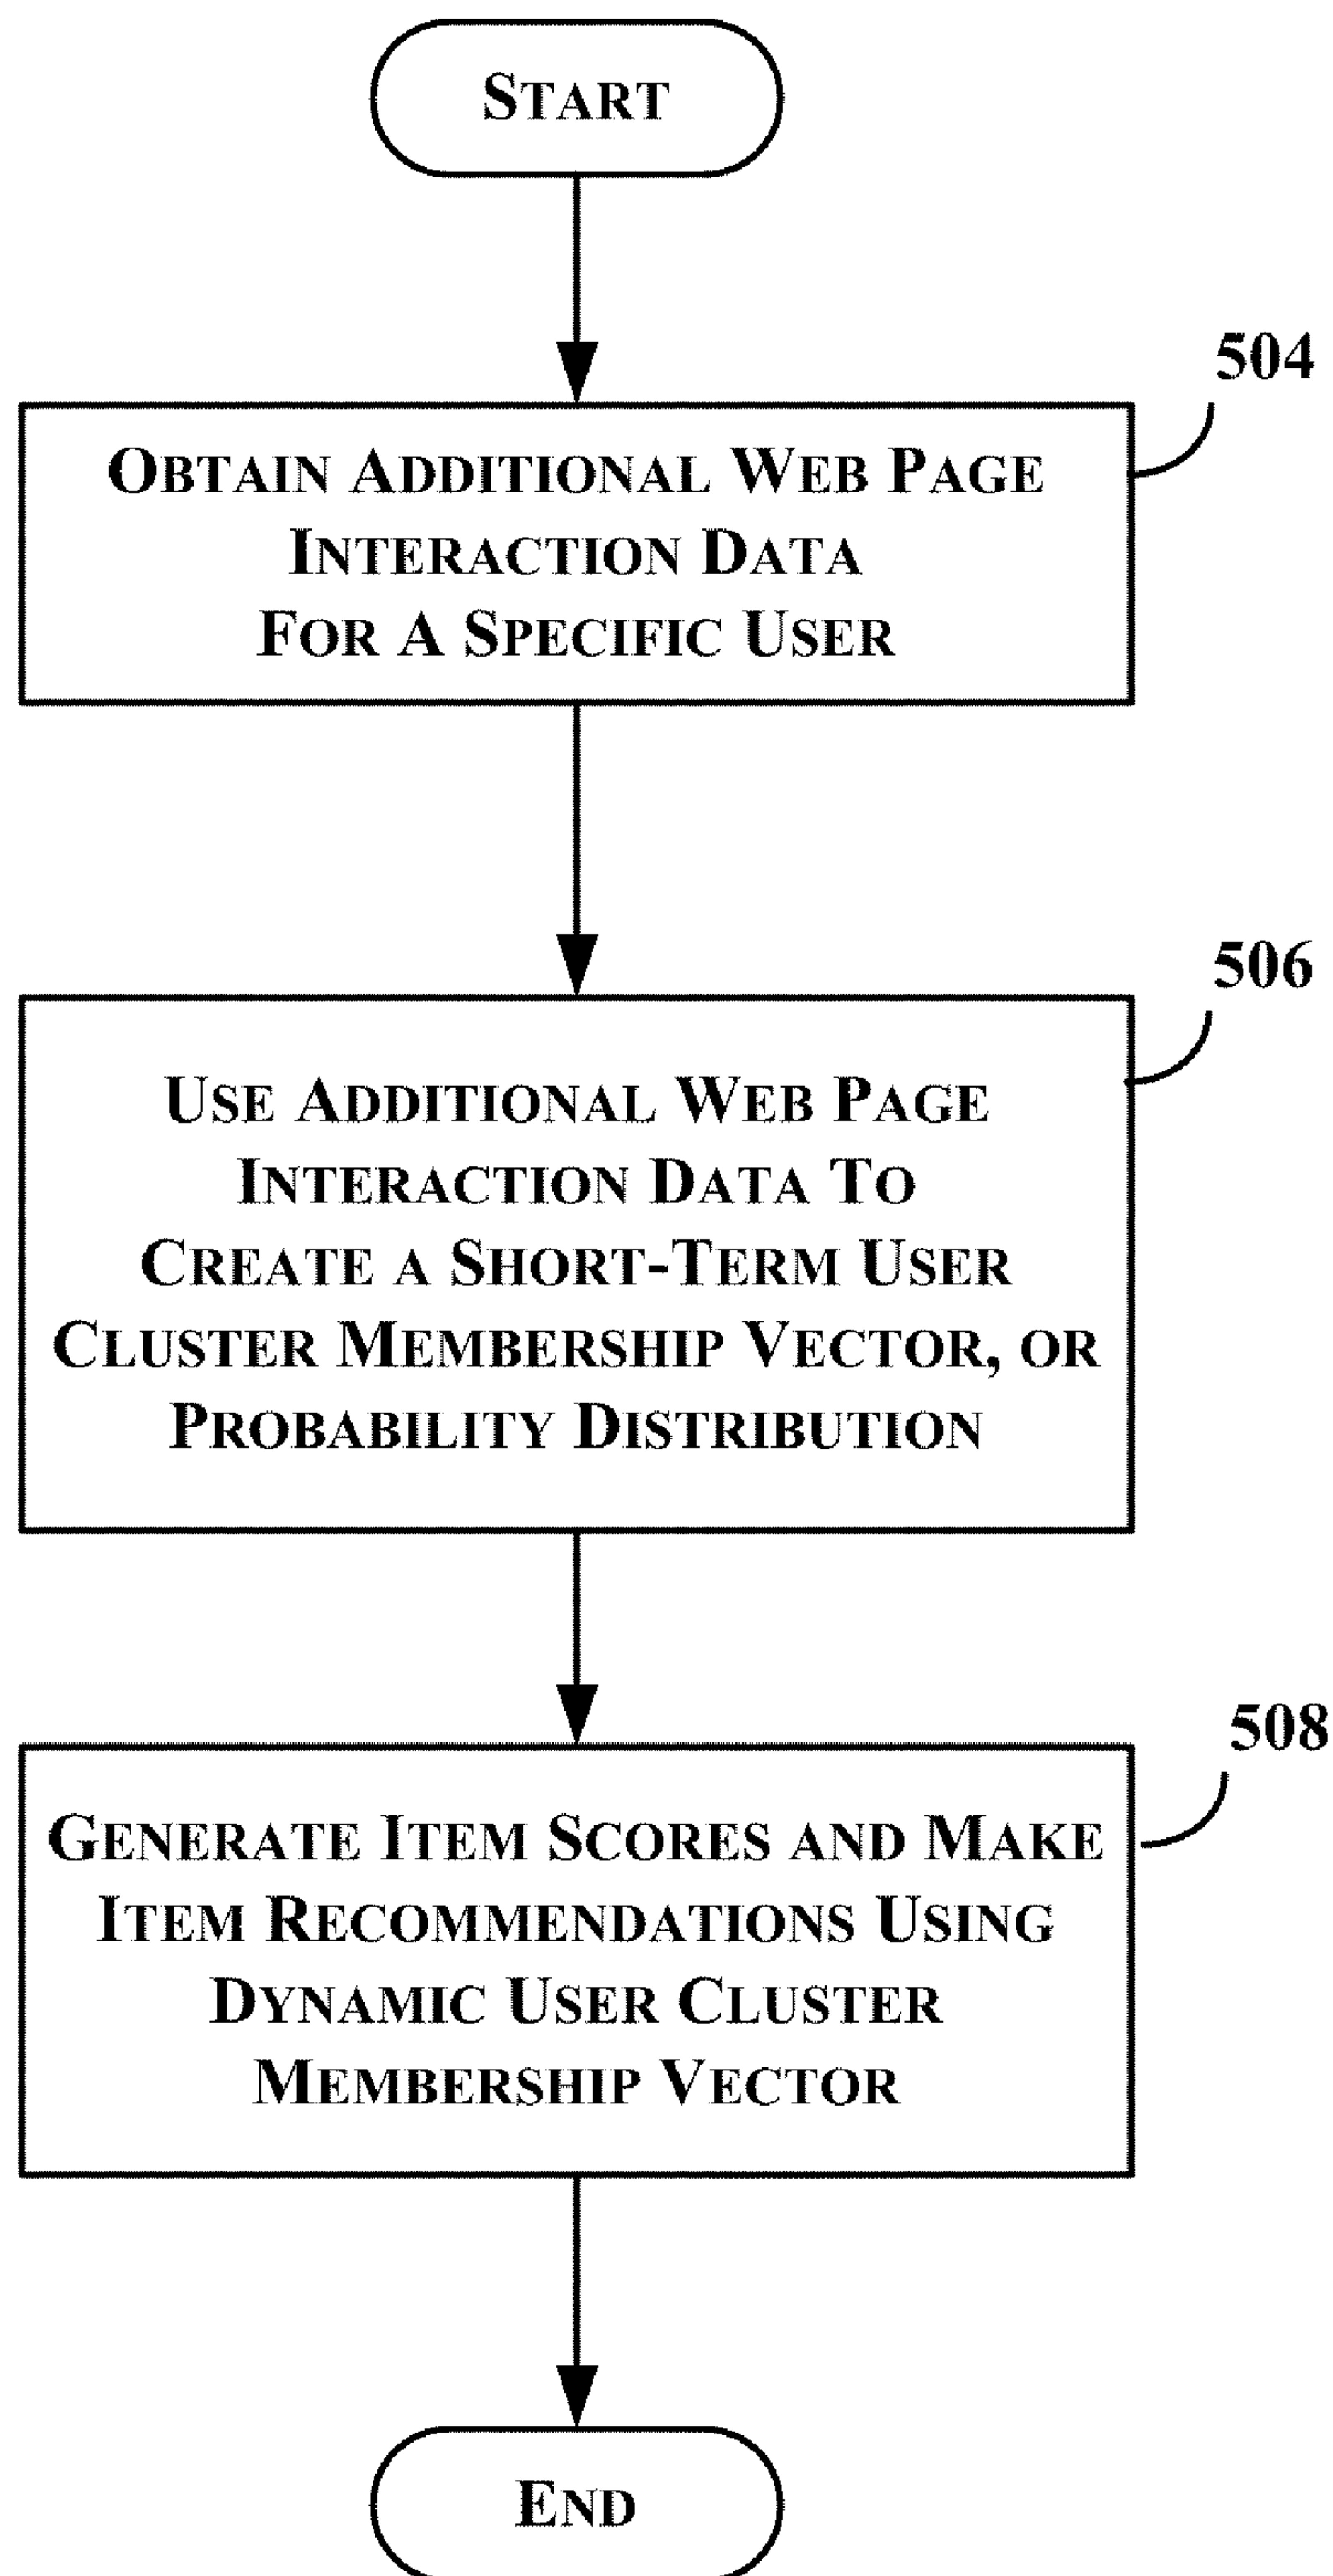 START
504
OBTAIN ADDITIONAL WEB PAGE
INTERACTION DATA
FOR A SPECIFIC USER
506
USE ADDITIONAL WEB PAGE
INTERACTION DATA TO
CREATE A SHORT-TERM USER
CLUSTER MEMBERSHIP VECTOR, OR
PROBABILITY DISTRIBUTION
508
GENERATE ITEM SCORES AND MAKE
ITEM RECOMMENDATIONS USING
DYNAMIC USER CLUSTER
MEMBERSHIP VECTOR
END